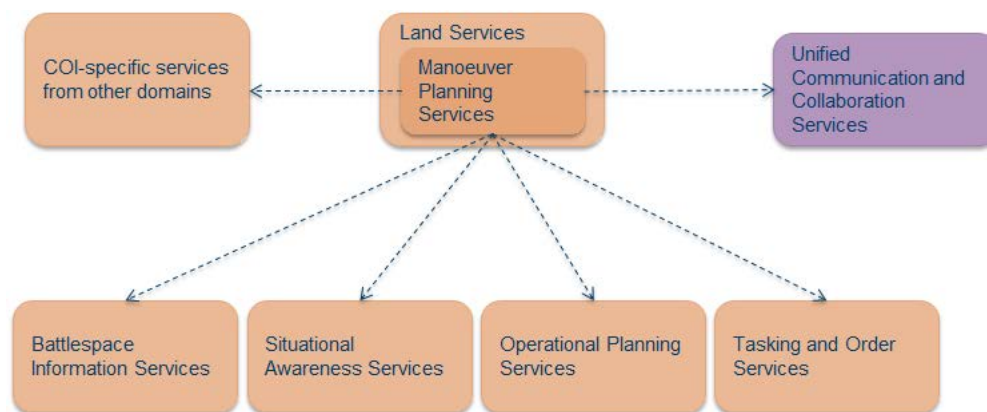 Land Services
COI-specific services
from other domains
Manoeuver
Planning
Services
Unified
Communication and
Collaboration
Services
Battlespace
Information Services
Situational
Awareness Services
Operational Planning
Services
Tasking and Order
Services